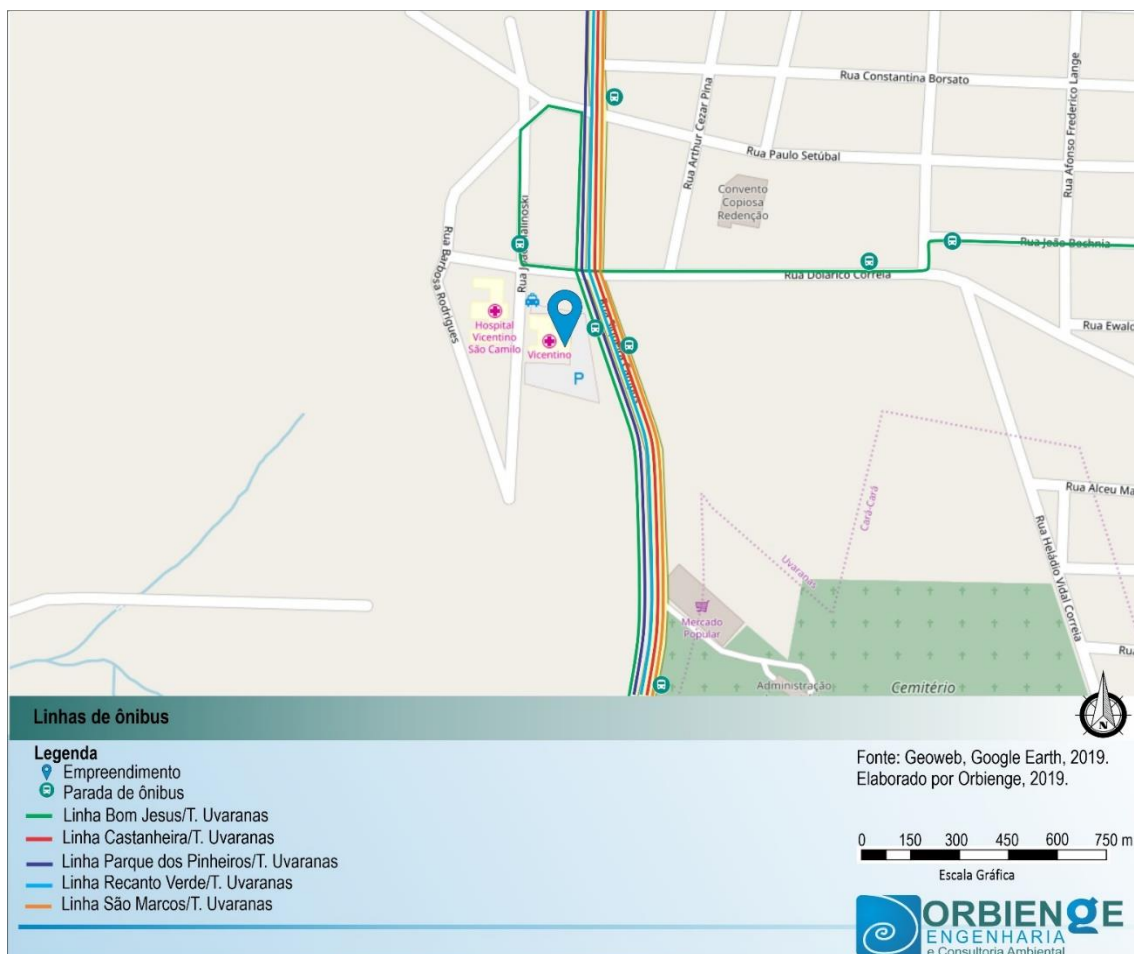 Rua Constantina Borsato
Rua Afonso Frederico Lange
Rua Arthur Cezar Pina
Rua Paulo Setúbal
Convento
Copiosa
Redenção
Rua Barbosa Rodrigues
Rua João Bochnia
Rua Dolarico Correia
Hospital
Vicentino
São Camilo
Vicentino
P
Rua Ewald
Rua Alceu Ma
Cará-Cará
Uvaranas
Rua Heládio Vidal Correia
Mercado
Popular
Rua
Administração
Cemitério
N
Linhas de ônibus
Legenda
Empreendimento
Parada de ônibus
Linha Bom Jesus/T. Uvaranas
Linha Castanheira/T. Uvaranas
Linha Parque dos Pinheiros/T. Uvaranas
Linha Recanto Verde/T. Uvaranas
Linha São Marcos/T. Uvaranas
Fonte: Geoweb, Google Earth, 2019.
Elaborado por Orbienge, 2019.
0 150 300 450 600 750 m
Escala Gráfica
ORBIENGE
ENGENHARIA
e Consultoria Ambiental